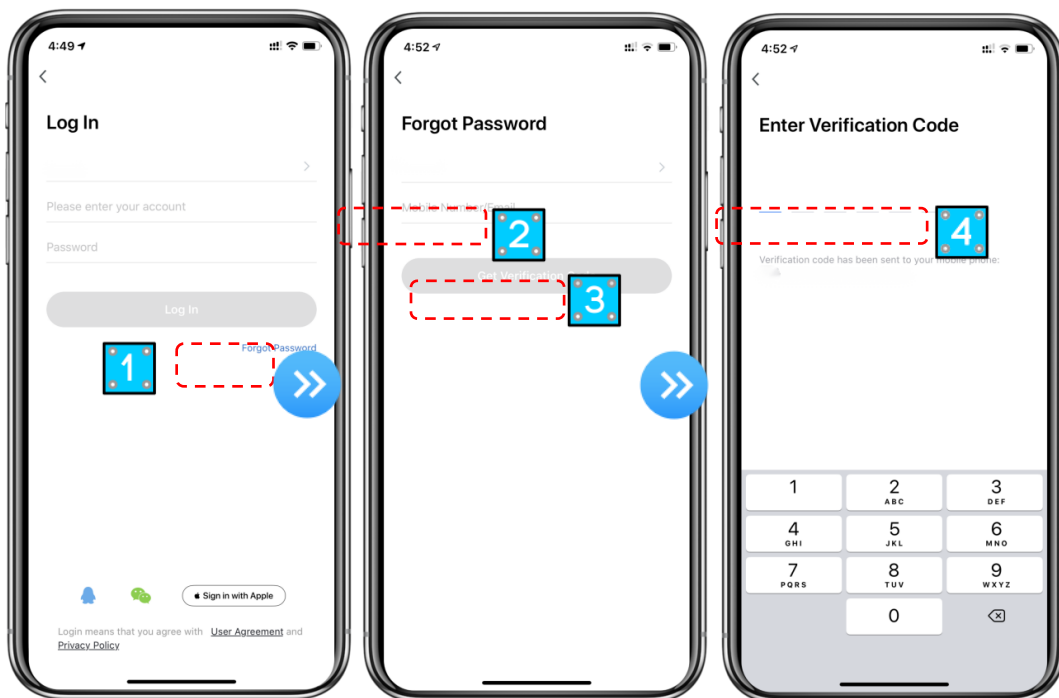 4:49
Log In
Please enter your account
Password
Log In
Forgot Password
1
Sign in with Apple
Login means that you agree with User Agreement and
Privacy Policy
4:52
Forgot Password
Mobile Number/Email
2
Get Verification
3
4:52
Enter Verification Code
4
Verification code has been sent to your mobile phone:
1
2
ABC
3
DEF
4
GHI
5
JKL
6
MNO
7
PQRS
8
TUV
9
WXYZ
0